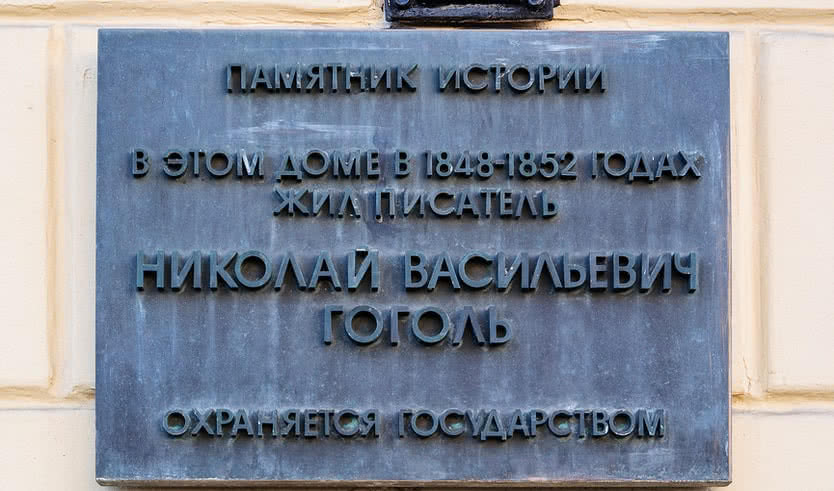 ПАМЯТНИК ИСТОРИИ
В ЭТОМ ДОМЕ В 1848-1852 ГОДАХ
ЖИЛ ПИСАТЕЛЬ
НИКОЛАЙ ВАСИЛЬЕВИЧ
ГОГОЛЬ
ОХРАНЯЕТСЯ ГОСУДАРСТВОМ